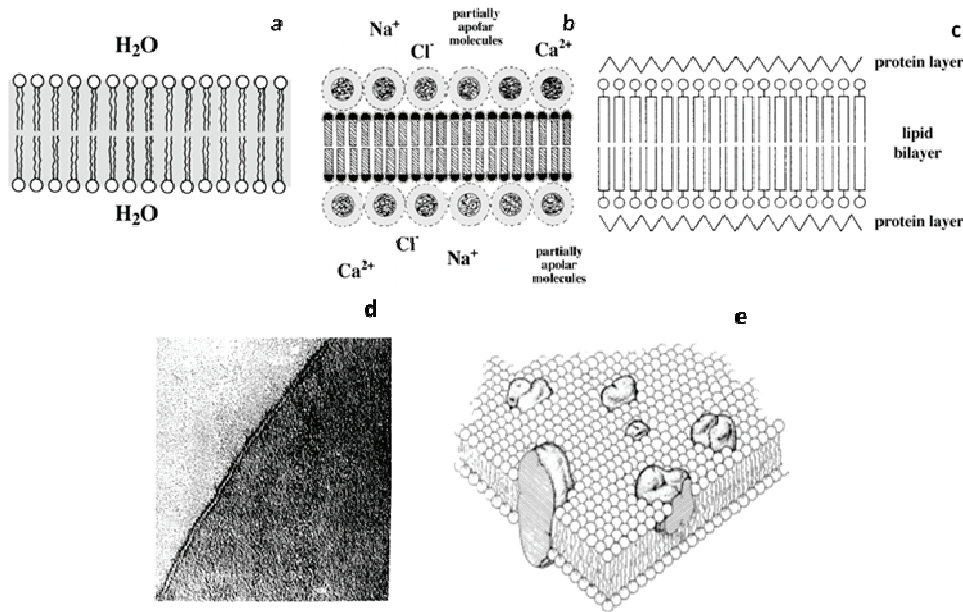 a
H₂O
H₂O
b
Na⁺
Cl⁻
partially
apofar
molecules
Ca²⁺
Ca²⁺
Cl⁻
Na⁺
partially
apolar
molecules
c
protein layer
lipid
bilayer
protein layer
d
e